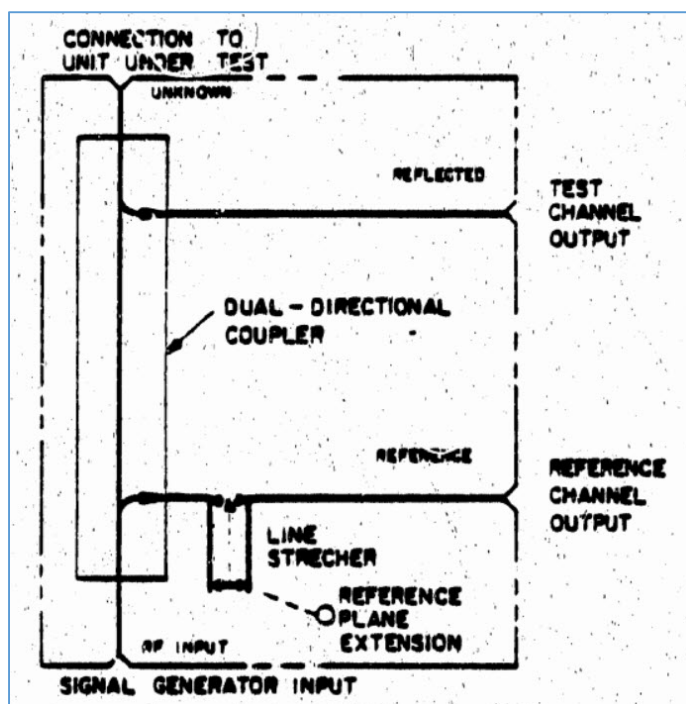 CONNECTION TO
UNIT UNDER TEST
UNKNOWN
REFLECTED
TEST
CHANNEL
OUTPUT
DUAL-DIRECTIONAL
COUPLER
REFERENCE
REFERENCE
CHANNEL
OUTPUT
LINE
STRECHER
REFERENCE
PLANE
EXTENSION
RF INPUT
SIGNAL GENERATOR INPUT